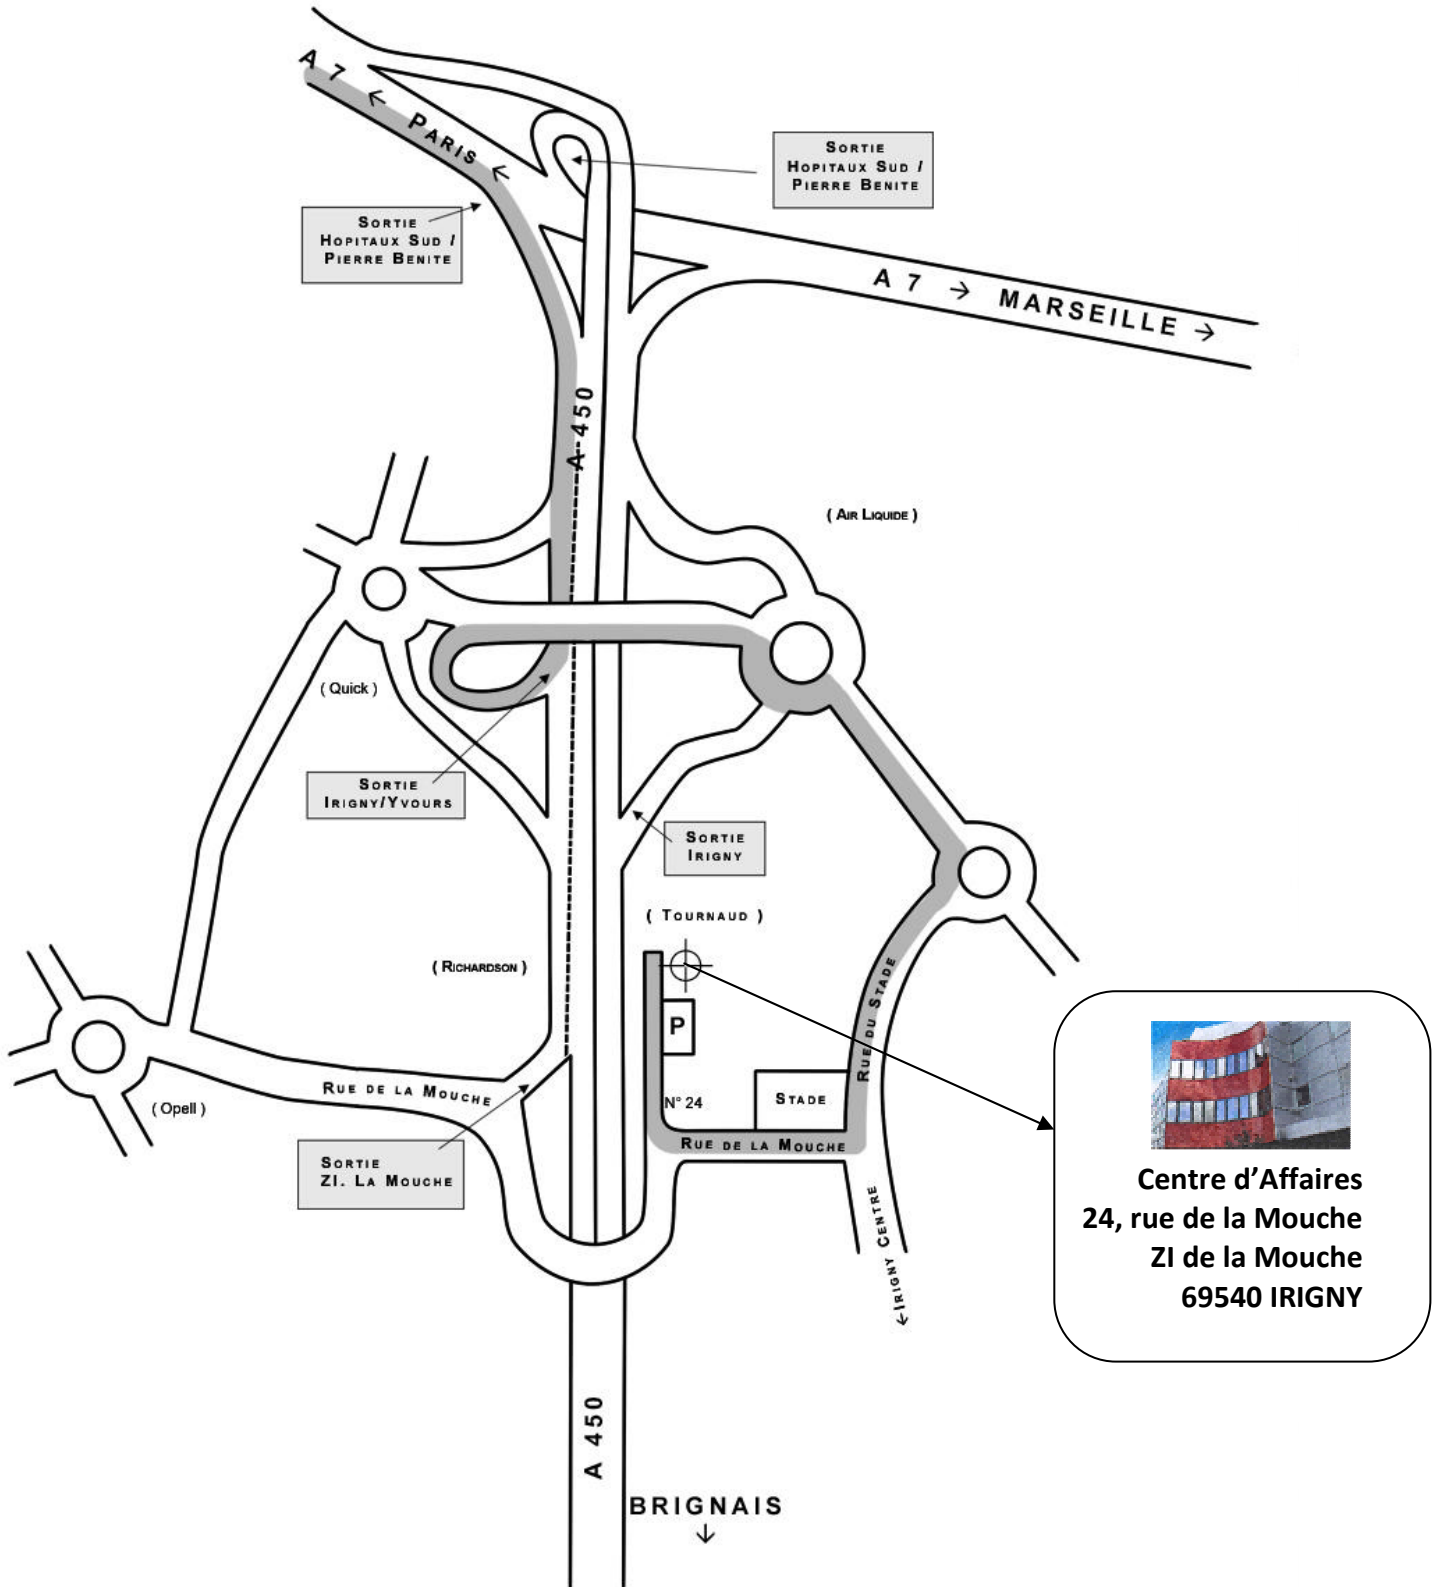 A 7 ← PARIS ←
SORTIE
HOPITAUX SUD /
PIERRE BENITE
SORTIE
HOPITAUX SUD /
PIERRE BENITE
A 7 → MARSEILLE →
A 450
( AIR LIQUIDE )
( Quick )
SORTIE
IRIGNY/YVOURS
SORTIE
IRIGNY
( TOURNAUD )
( RICHARDSON )
RUE DU STADE
P
RUE DE LA MOUCHE
( Opell )
N° 24
STADE
RUE DE LA MOUCHE
SORTIE
ZI. LA MOUCHE
←IRIGNY CENTRE
Centre d’Affaires
24, rue de la Mouche
ZI de la Mouche
69540 IRIGNY
A 450
BRIGNAIS
↓